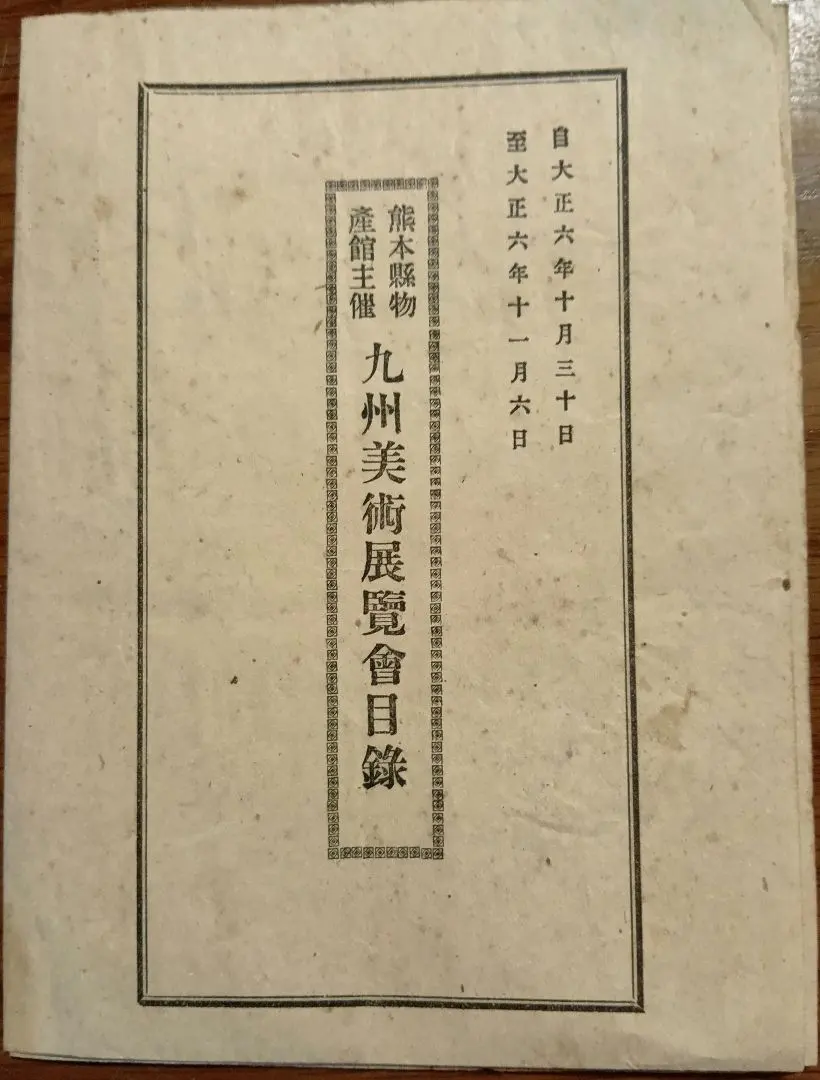 自大正六年十月三十日
至大正六年十一月六日
熊本縣物
產館主催
九州美術展覽會目錄